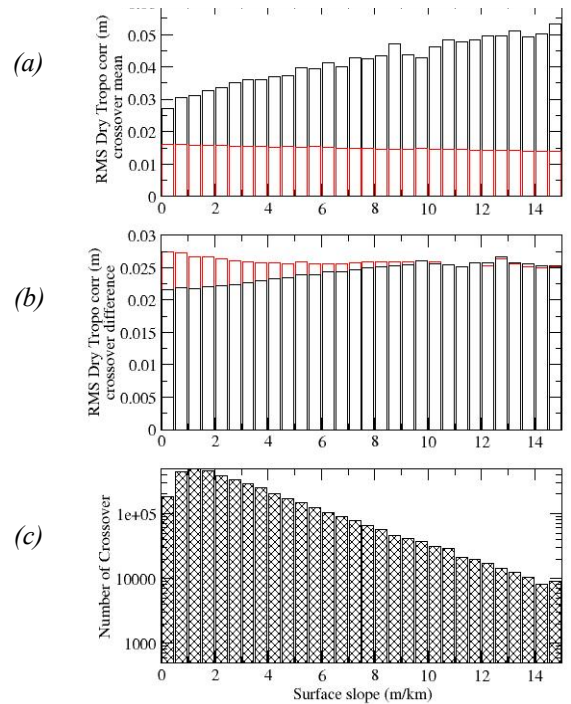 (a)
RMS Dry Tropo corr (m)
crossover mean
0.05
0.04
0.03
0.02
0.01
0
0 2 4 6 8 10 12 14
(b)
RMS Dry Tropo corr (m)
crossover difference
0.03
0.025
0.02
0.015
0.01
0.005
0
0 2 4 6 8 10 12 14
(c)
Number of Crossover
1e+05
10000
1000
0 2 4 6 8 10 12 14
Surface slope (m/km)